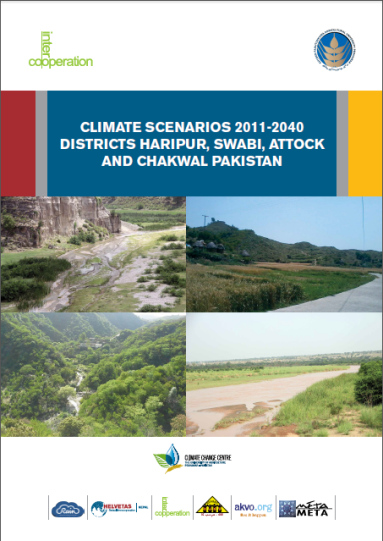 inter
cooperation
CLIMATE SCENARIOS 2011-2040
DISTRICTS HARIPUR, SWABI, ATTOCK
AND CHAKWAL PAKISTAN
CLIMATE CHANGE CENTRE
Rain
HELVETAS
inter
cooperation
akvo.org
META
META